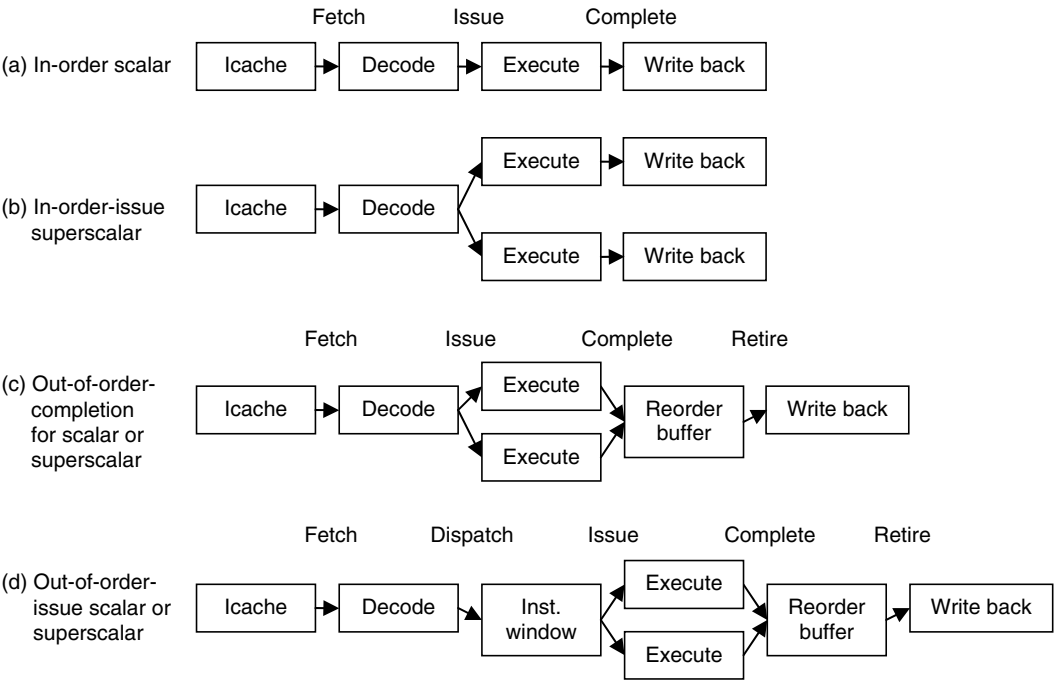 Fetch Issue Complete
(a) In-order scalar Icache Decode Execute Write back
Execute Write back
(b) In-order-issue
superscalar
Icache Decode
Execute Write back
Fetch Issue Complete Retire
(c) Out-of-order-
completion
for scalar or
superscalar
Icache Decode
Execute
Execute
Reorder
buffer
Write back
Fetch Dispatch Issue Complete Retire
(d) Out-of-order-
issue scalar or
superscalar
Icache Decode
Inst.
window
Execute
Execute
Reorder
buffer
Write back